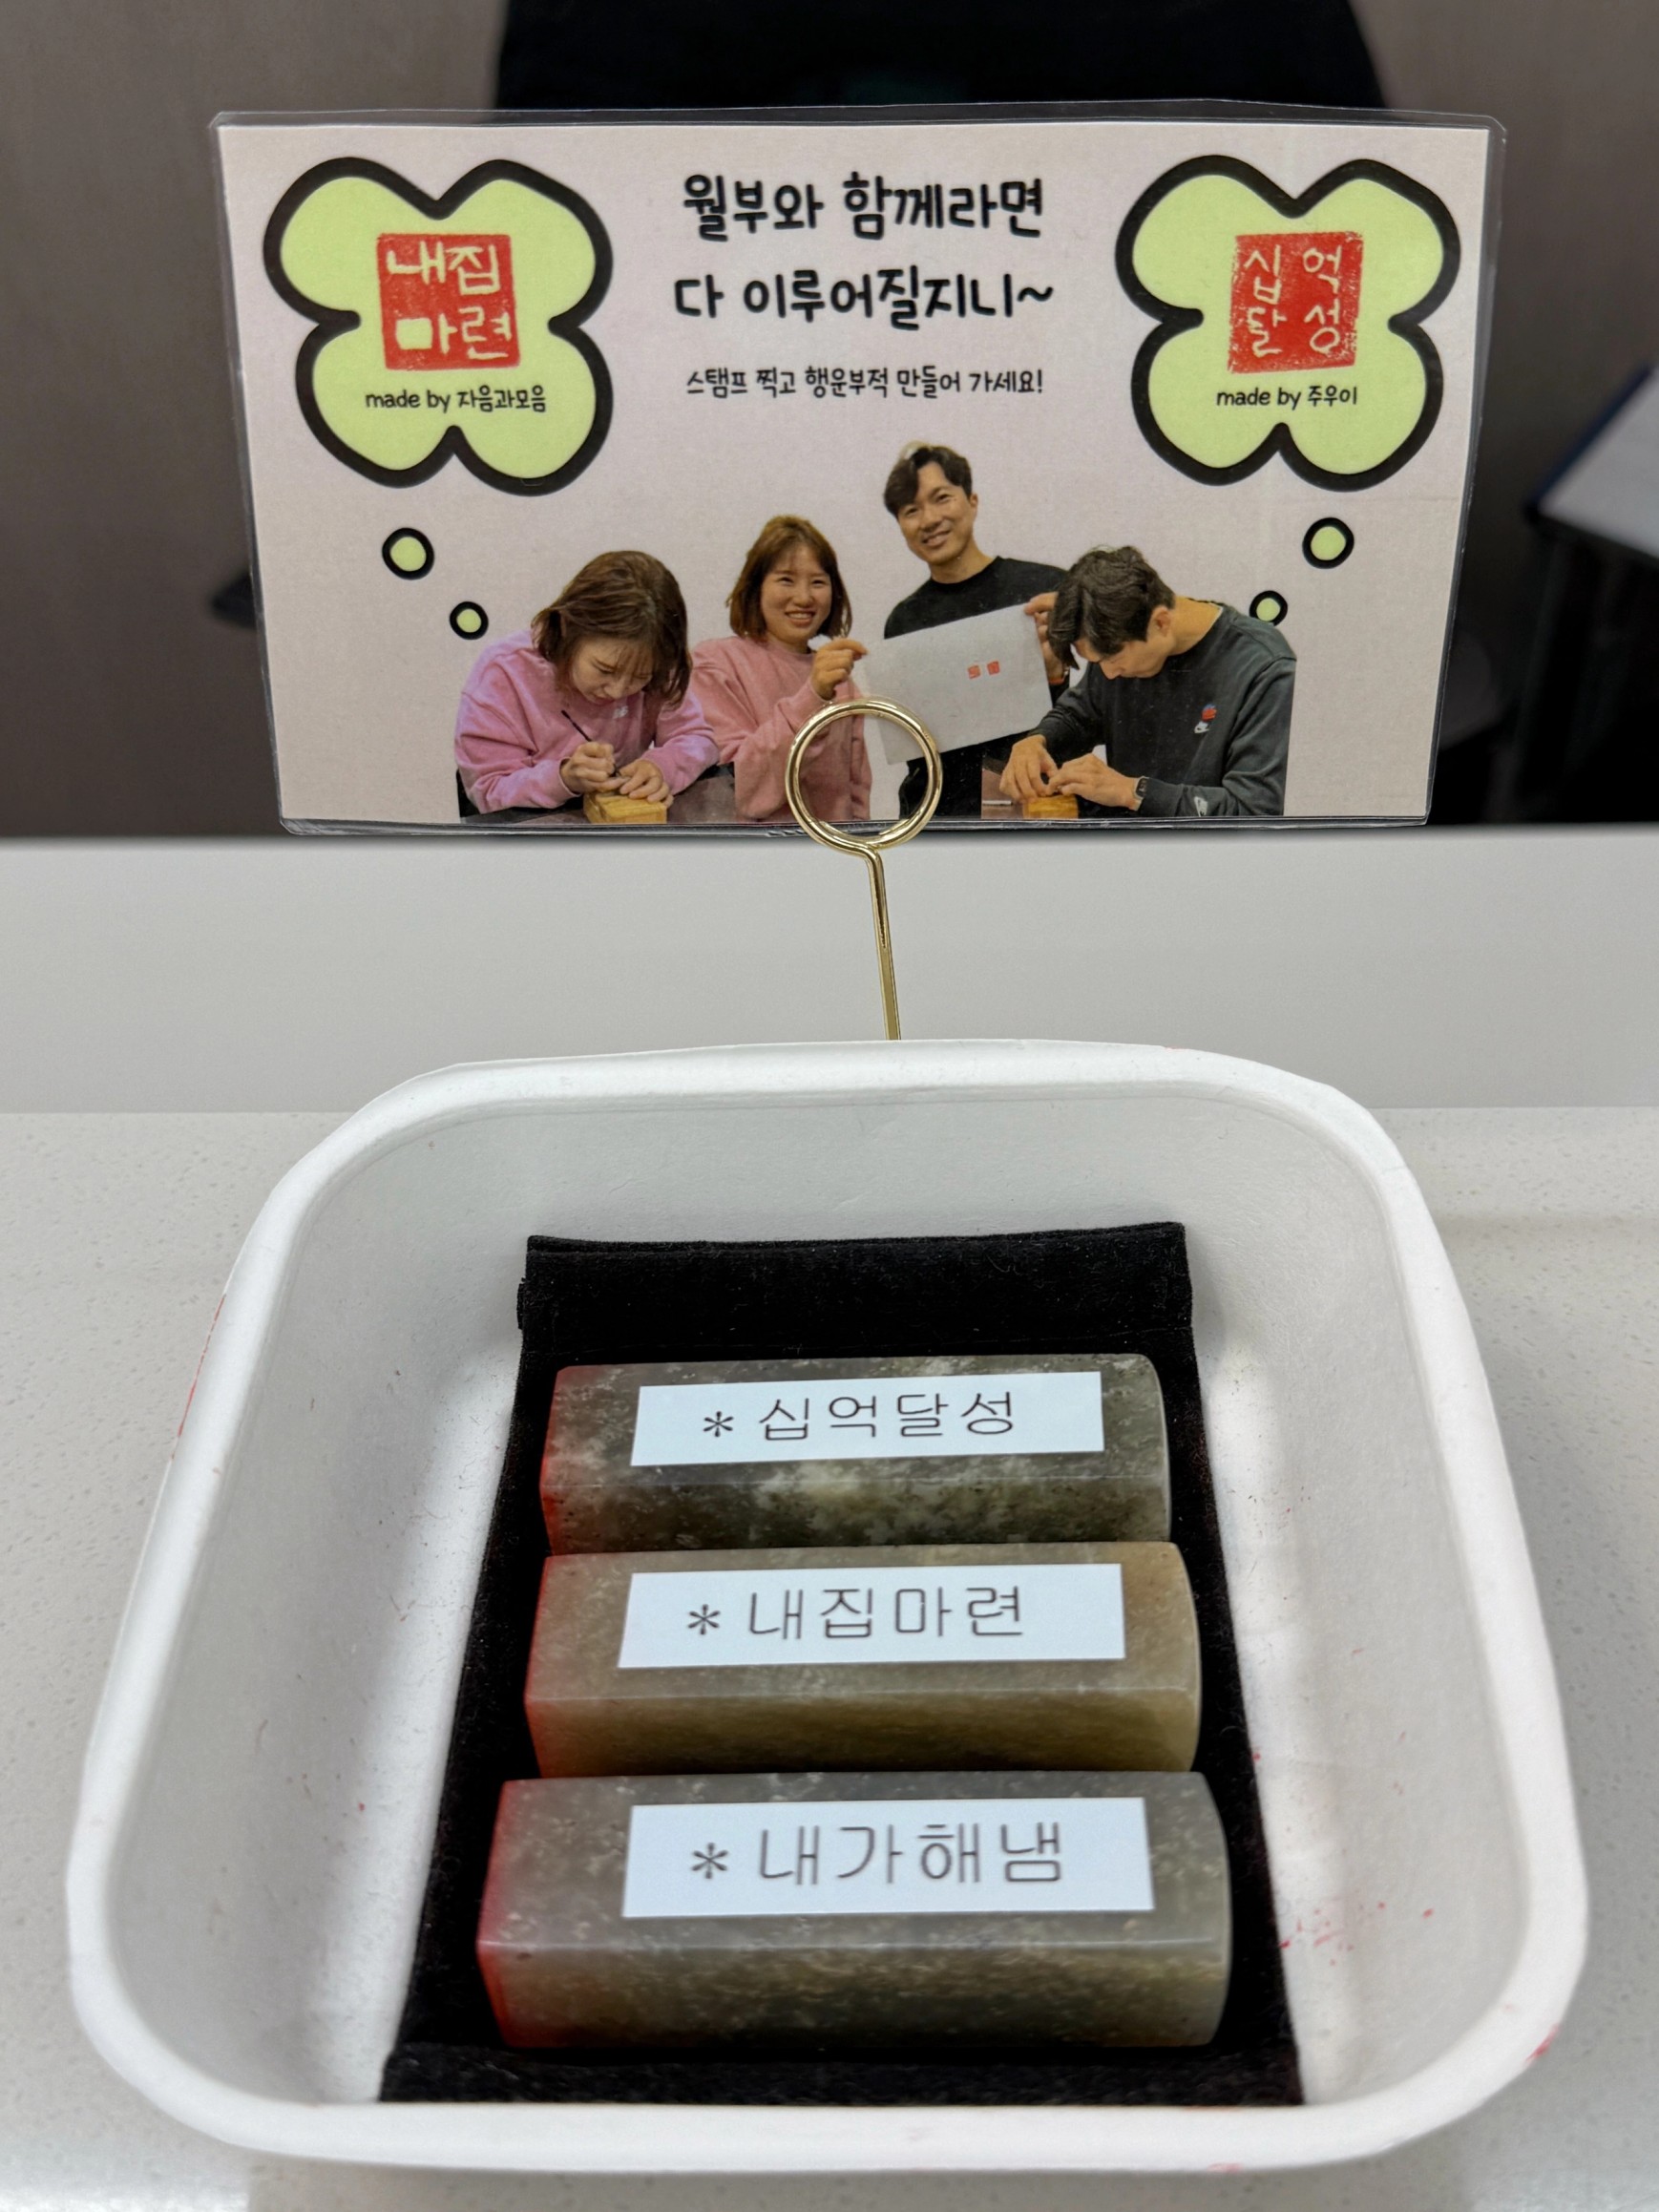 월부와 함께라면
다 이루어질지니~
스탬프 찍고 행운부적 만들어 가세요!
내집
마련
made by 자음과모음
십억
달성
made by 주우이
* 십억달성
* 내집마련
* 내가해냄